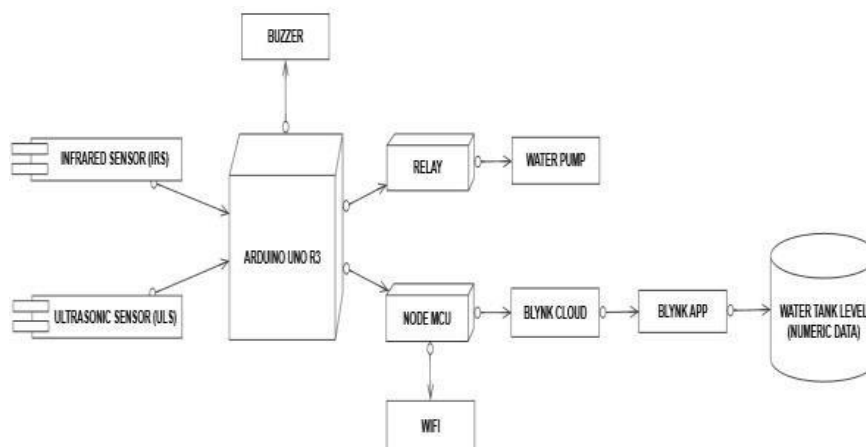 BUZZER
INFRARED SENSOR (IRS)
RELAY
WATER PUMP
ARDUINO UNO R3
ULTRASONIC SENSOR (ULS)
NODE MCU
BLYNK CLOUD
BLYNK APP
WATER TANK LEVEL
(NUMERIC DATA)
WIFI